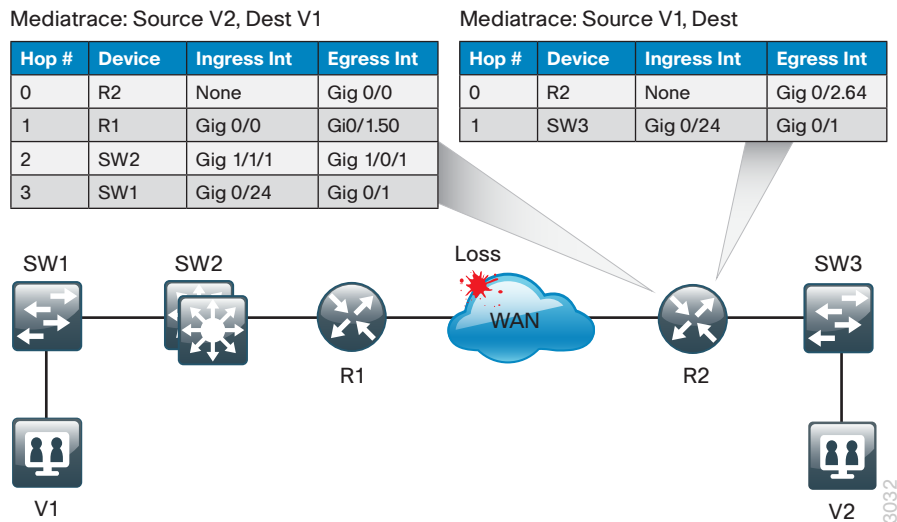 Mediatrace: Source V2, Dest V1
Hop # Device Ingress Int Egress Int
0 R2 None Gig 0/0
1 R1 Gig 0/0 Gi0/1.50
2 SW2 Gig 1/1/1 Gig 1/0/1
3 SW1 Gig 0/24 Gig 0/1
Mediatrace: Source V1, Dest
Hop # Device Ingress Int Egress Int
0 R2 None Gig 0/2.64
1 SW3 Gig 0/24 Gig 0/1
SW1
SW2
Loss
SW3
WAN
R1
R2
V1
V2
3032